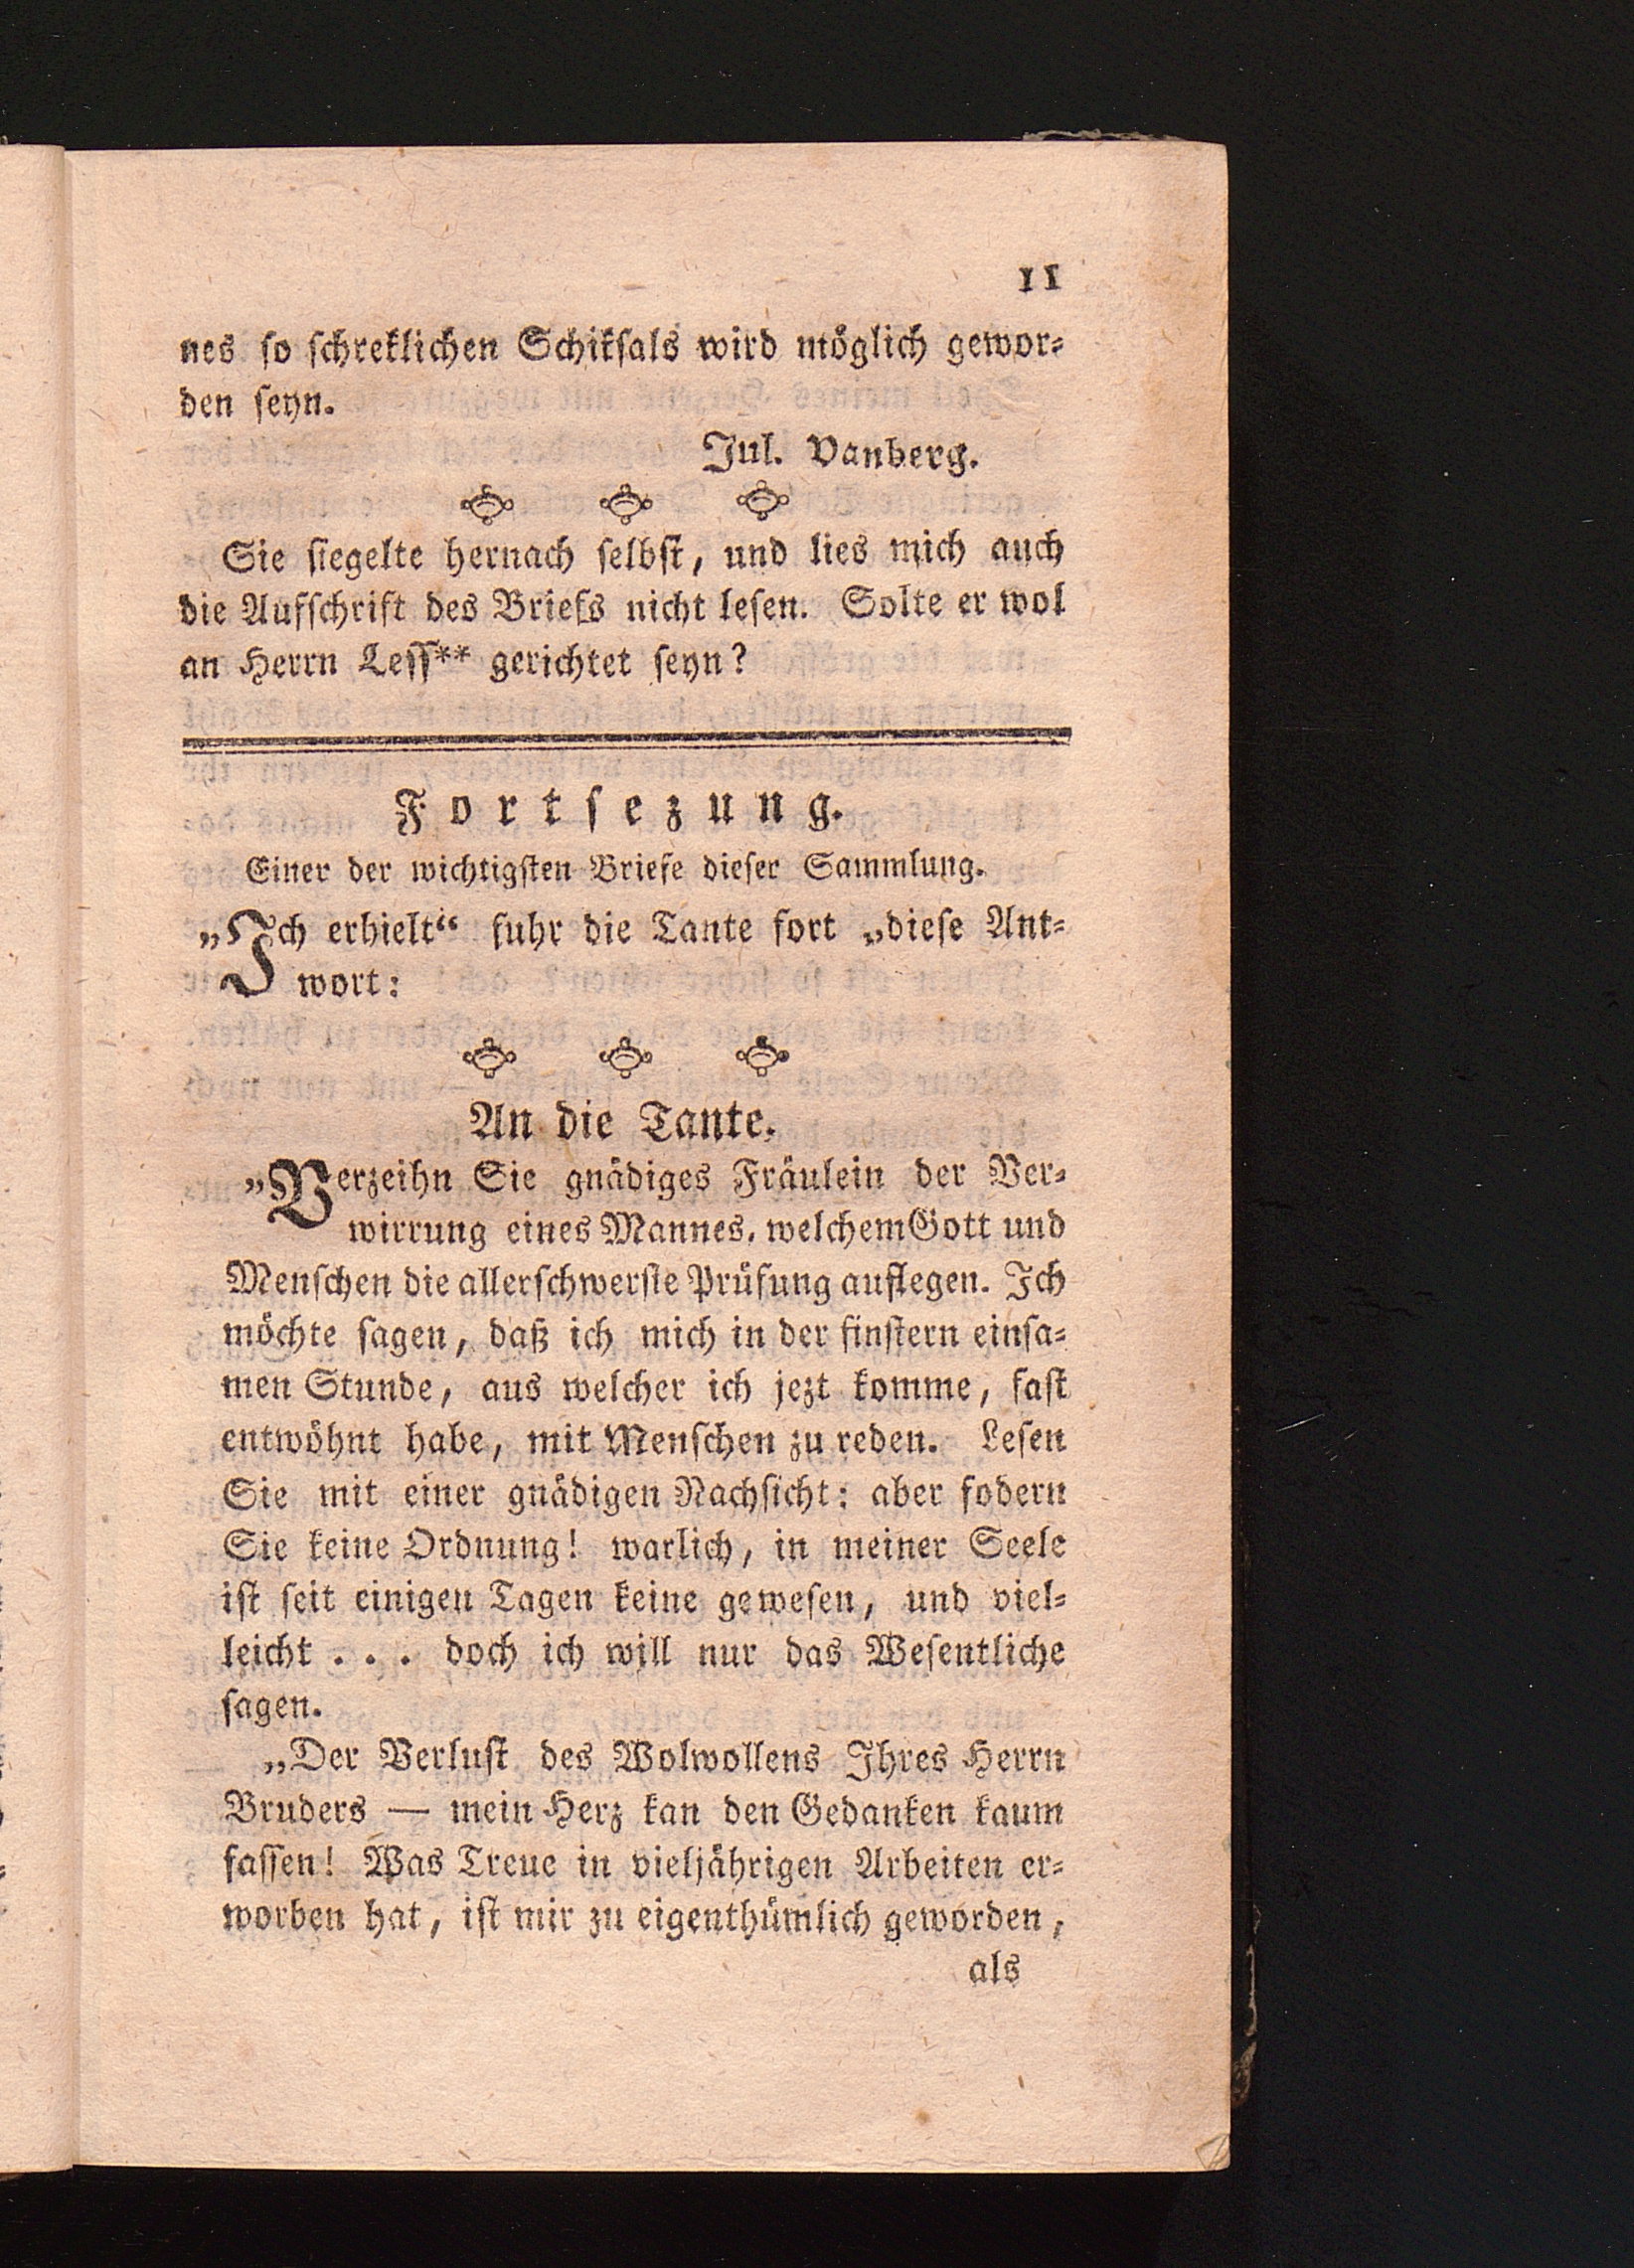 11
nes ſo ſchreklichen Schikſals wird möglich gewor⸗
den ſeyn.
Jul. Vanberg.
Sie ſiegelte hernach ſelbſt, und lies mich auch
die Aufſchrift des Briefs nicht leſen. Solte er wol
an Herrn Leſſ** gerichtet ſeyn?
Fortſezung.
Einer der wichtigſten Briefe dieſer Sammlung.
„Ich erhielt“ fuhr die Tante fort „dieſe Ant⸗
wort:
An die Tante.
„Verzeihn Sie gnädiges Fräulein der Ver⸗
wirrung eines Mannes, welchem Gott und
Menſchen die allerſchwerſte Prüfung auflegen. Ich
möchte ſagen, daß ich mich in der finſtern einſa⸗
men Stunde, aus welcher ich jezt komme, faſt
entwöhnt habe, mit Menſchen zu reden. Leſen
Sie mit einer gnädigen Nachſicht: aber fodern
Sie keine Ordnung! warlich, in meiner Seele
iſt ſeit einigen Tagen keine geweſen, und viel⸗
leicht . . . doch ich will nur das Weſentliche
ſagen.
„Der Verluſt des Wolwollens Ihres Herrn
Bruders — mein Herz kan den Gedanken kaum
faſſen! Was Treue in vieljährigen Arbeiten er⸗
worben hat, iſt mir zu eigenthümlich geworden,
als